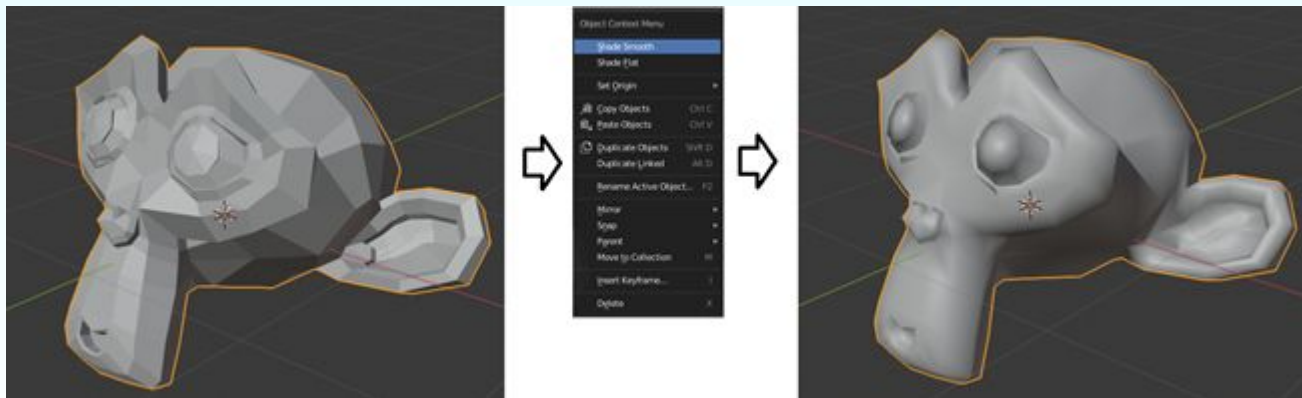 Object Context Menu
Shade Smooth
Shade Flat
Set Origin
Copy Objects Ctrl C
Paste Objects Ctrl V
Duplicate Objects Shift D
Duplicate Linked Alt D
Rename Active Object... F2
Mirror
Snap
Parent
Move to Collection M
Insert Keyframe... I
Delete X